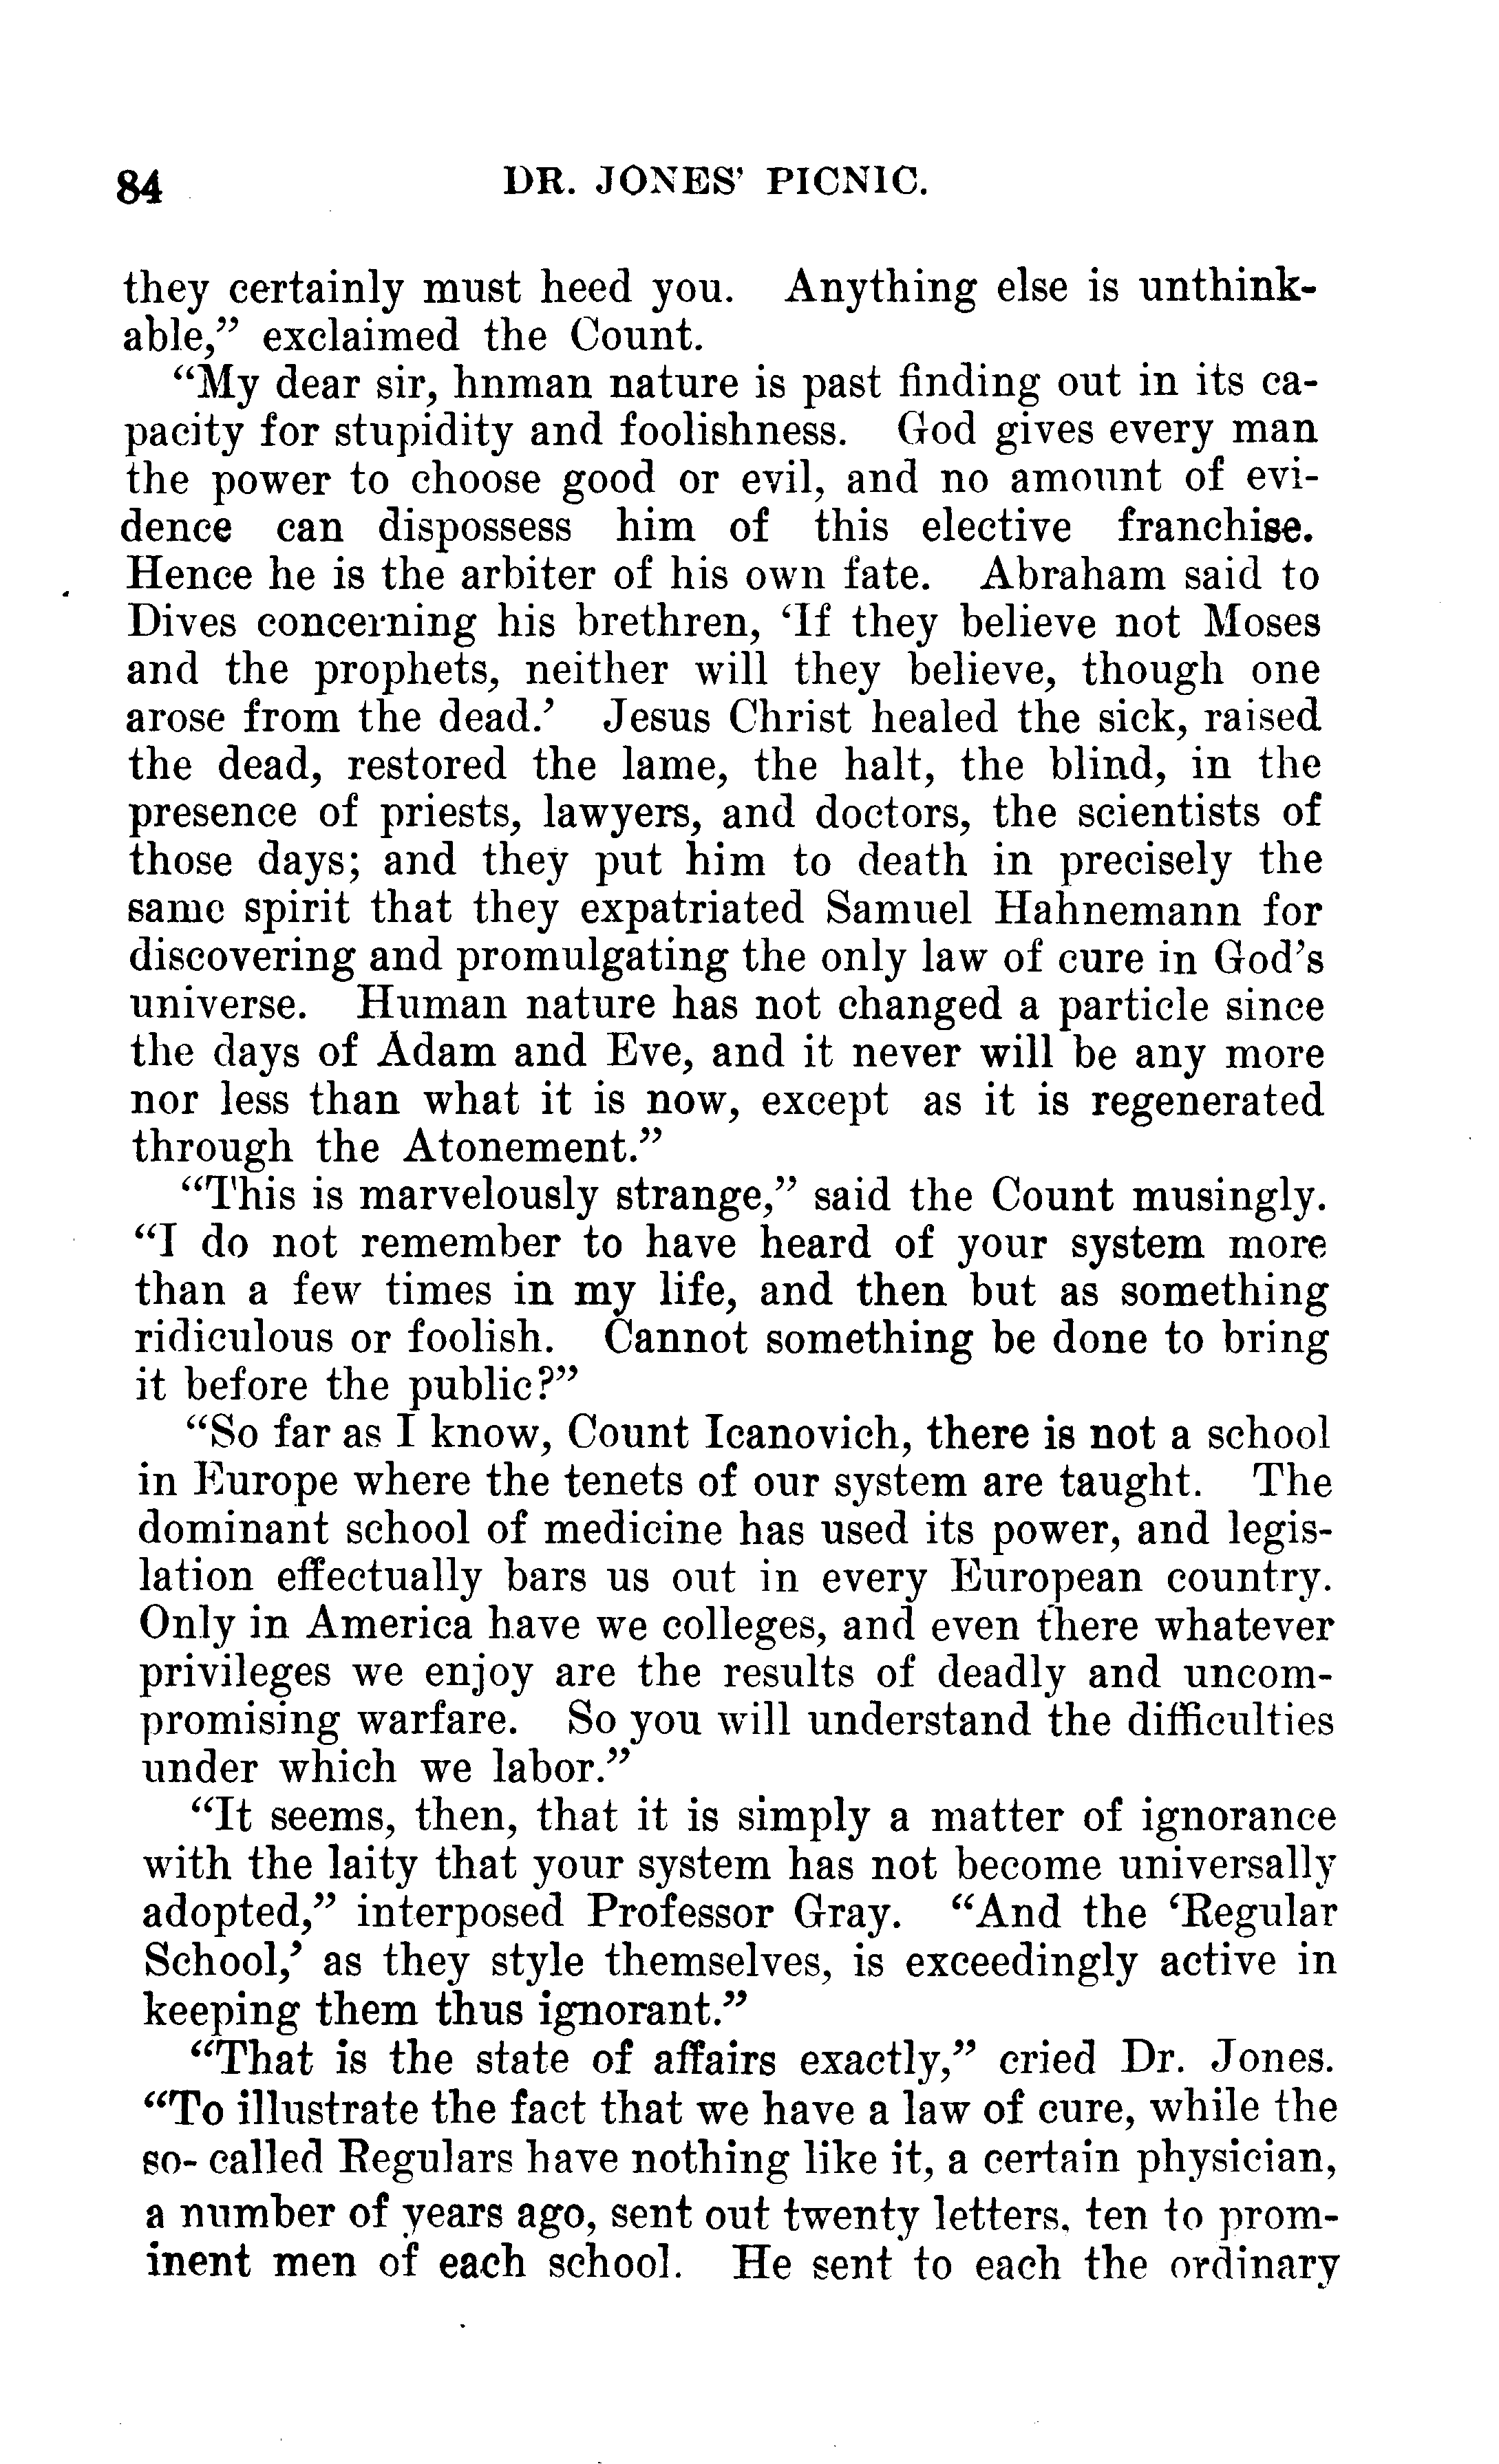 84 DR. JONES' PICNIC.
they certainly must heed you. Anything else is unthink-
able,” exclaimed the Count.
“My dear sir, hnman nature is past finding out in its ca-
pacity for stupidity and foolishness. God gives every man
the power to choose good or evil, and no amount of evi-
dence can dispossess him of this elective franchise.
Hence he is the arbiter of his own fate. Abraham said to
Dives concerning his brethren, ‘If they believe not Moses
and the prophets, neither will they believe, though one
arose from the dead.’ Jesus Christ healed the sick, raised
the dead, restored the lame, the halt, the blind, in the
presence of priests, lawyers, and doctors, the scientists of
those days; and they put him to death in precisely the
same spirit that they expatriated Samuel Hahnemann for
discovering and promulgating the only law of cure in God’s
universe. Human nature has not changed a particle since
the days of Adam and Eve, and it never will be any more
nor less than what it is now, except as it is regenerated
through the Atonement.”
“This is marvelously strange,” said the Count musingly.
“I do not remember to have heard of your system more
than a few times in my life, and then but as something
ridiculous or foolish. Cannot something be done to bring
it before the public?”
“So far as I know, Count Icanovich, there is not a school
in Europe where the tenets of our system are taught. The
dominant school of medicine has used its power, and legis-
lation effectually bars us out in every European country.
Only in America have we colleges, and even there whatever
privileges we enjoy are the results of deadly and uncom-
promising warfare. So you will understand the difficulties
under which we labor.”
“It seems, then, that it is simply a matter of ignorance
with the laity that your system has not become universally
adopted,” interposed Professor Gray. “And the ‘Regular
School,’ as they style themselves, is exceedingly active in
keeping them thus ignorant.”
“That is the state of affairs exactly,” cried Dr. Jones.
“To illustrate the fact that we have a law of cure, while the
so- called Regulars have nothing like it, a certain physician,
a number of years ago, sent out twenty letters, ten to prom-
inent men of each school. He sent to each the ordinary